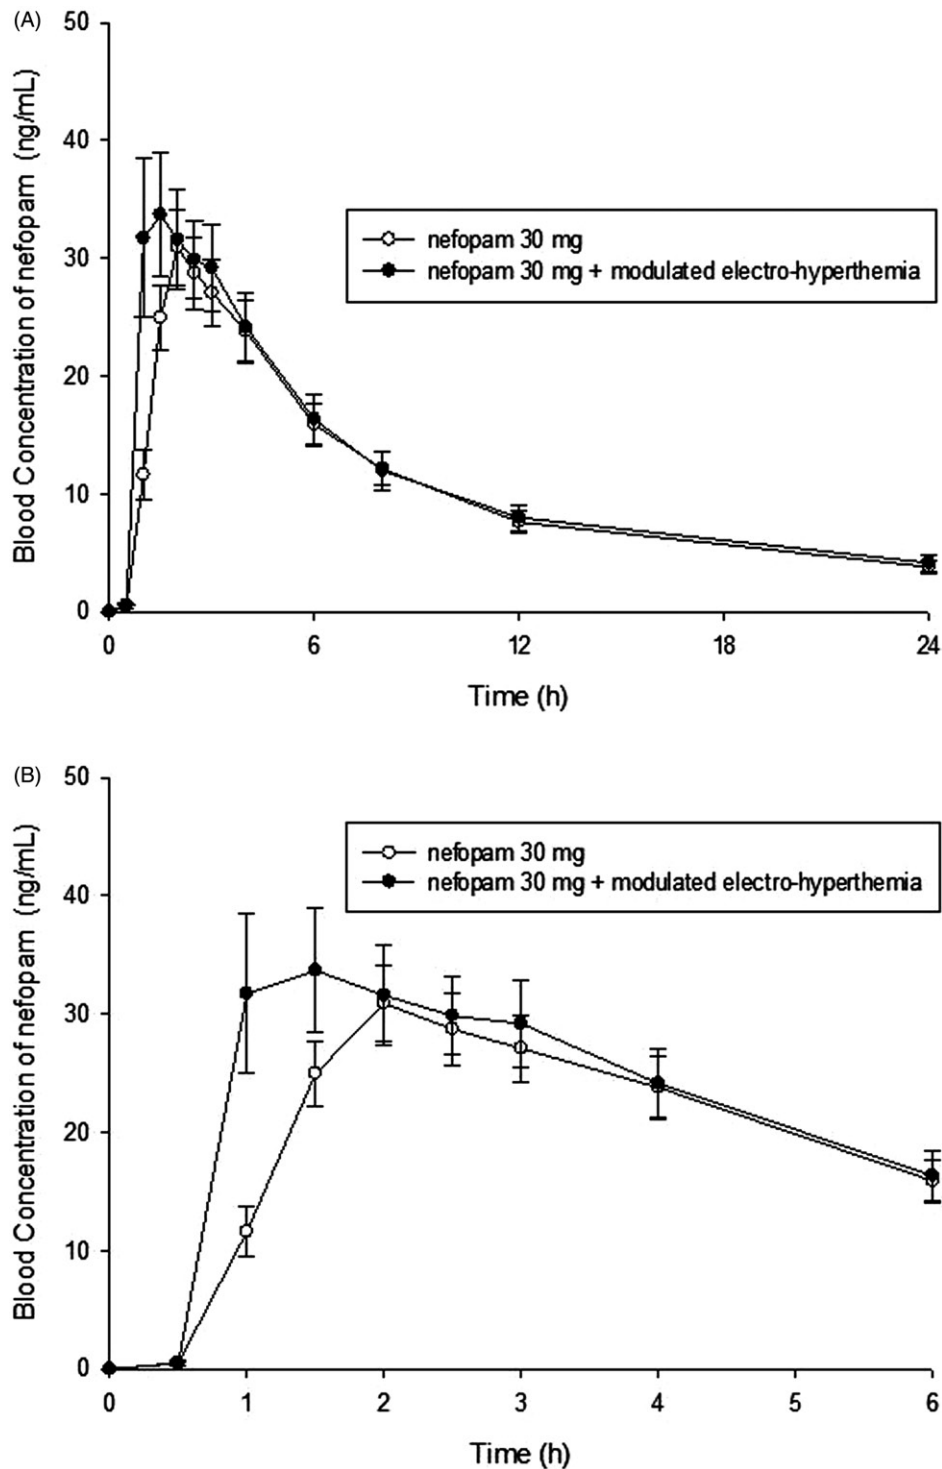 (A)
50
40
30
20
10
0
Blood Concentration of nefopam (ng/mL)
nefopam 30 mg
nefopam 30 mg + modulated electro-hyperthemia
0 6 12 18 24
Time (h)
(B)
50
40
30
20
10
0
Blood Concentration of nefopam (ng/mL)
nefopam 30 mg
nefopam 30 mg + modulated electro-hyperthemia
0 1 2 3 4 5 6
Time (h)